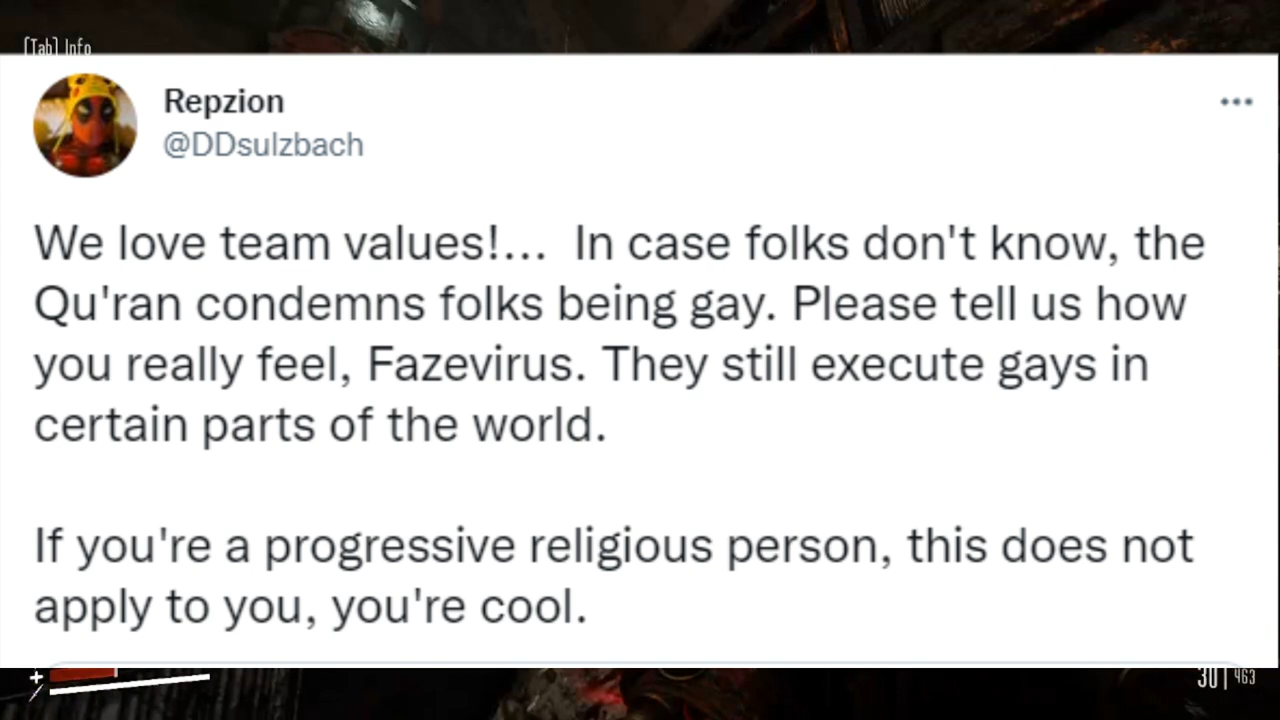 [Tab] Info
Repzion
@DDsulzbach
We love team values!... In case folks don't know, the
Qu'ran condemns folks being gay. Please tell us how
you really feel, Fazevirus. They still execute gays in
certain parts of the world.
If you're a progressive religious person, this does not
apply to you, you're cool.
30 | 463